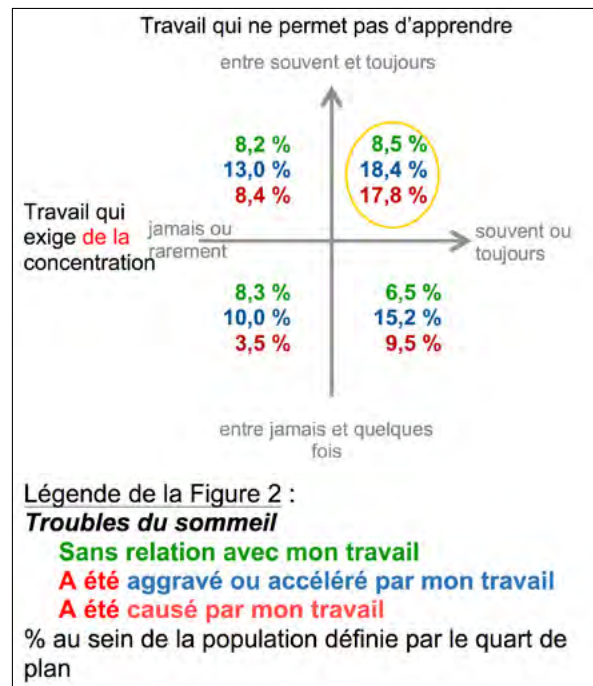 Travail qui ne permet pas d'apprendre
entre souvent et toujours
8,2 %
13,0 %
8,4 %
8,5 %
18,4 %
17,8 %
Travail qui
exige de la
concentration
jamais ou
rarement
souvent ou
toujours
8,3 %
10,0 %
3,5 %
6,5 %
15,2 %
9,5 %
entre jamais et quelques
fois
Légende de la Figure 2 :
Troubles du sommeil
Sans relation avec mon travail
A été aggravé ou accéléré par mon travail
A été causé par mon travail
% au sein de la population définie par le quart de
plan